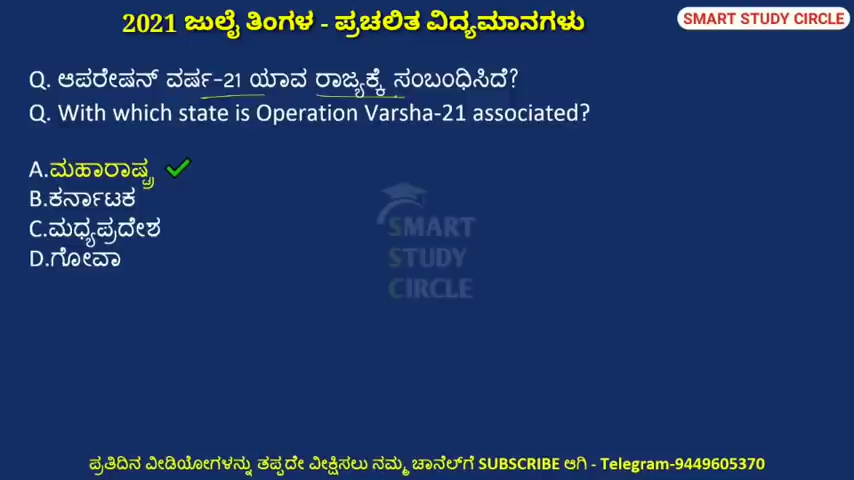 2021 ಜುಲೈ ತಿಂಗಳ - ಪ್ರಚಲಿತ ವಿದ್ಯಮಾನಗಳು
SMART STUDY CIRCLE
Q. ಆಪರೇಷನ್ ವರ್ಷ-21 ಯಾವ ರಾಜ್ಯಕ್ಕೆ ಸಂಬಂಧಿಸಿದೆ?
Q. With which state is Operation Varsha-21 associated?
A.ಮಹಾರಾಷ್ಟ್ರ
B.ಕರ್ನಾಟಕ
C.ಮಧ್ಯಪ್ರದೇಶ
D.ಗೋವಾ
SMART
STUDY
CIRCLE
ಪ್ರತಿದಿನ ವೀಡಿಯೋಗಳನ್ನು ತಪ್ಪದೇ ವೀಕ್ಷಿಸಲು ನಮ್ಮ ಚಾನೆಲ್‌ಗೆ SUBSCRIBE ಆಗಿ - Telegram-9449605370